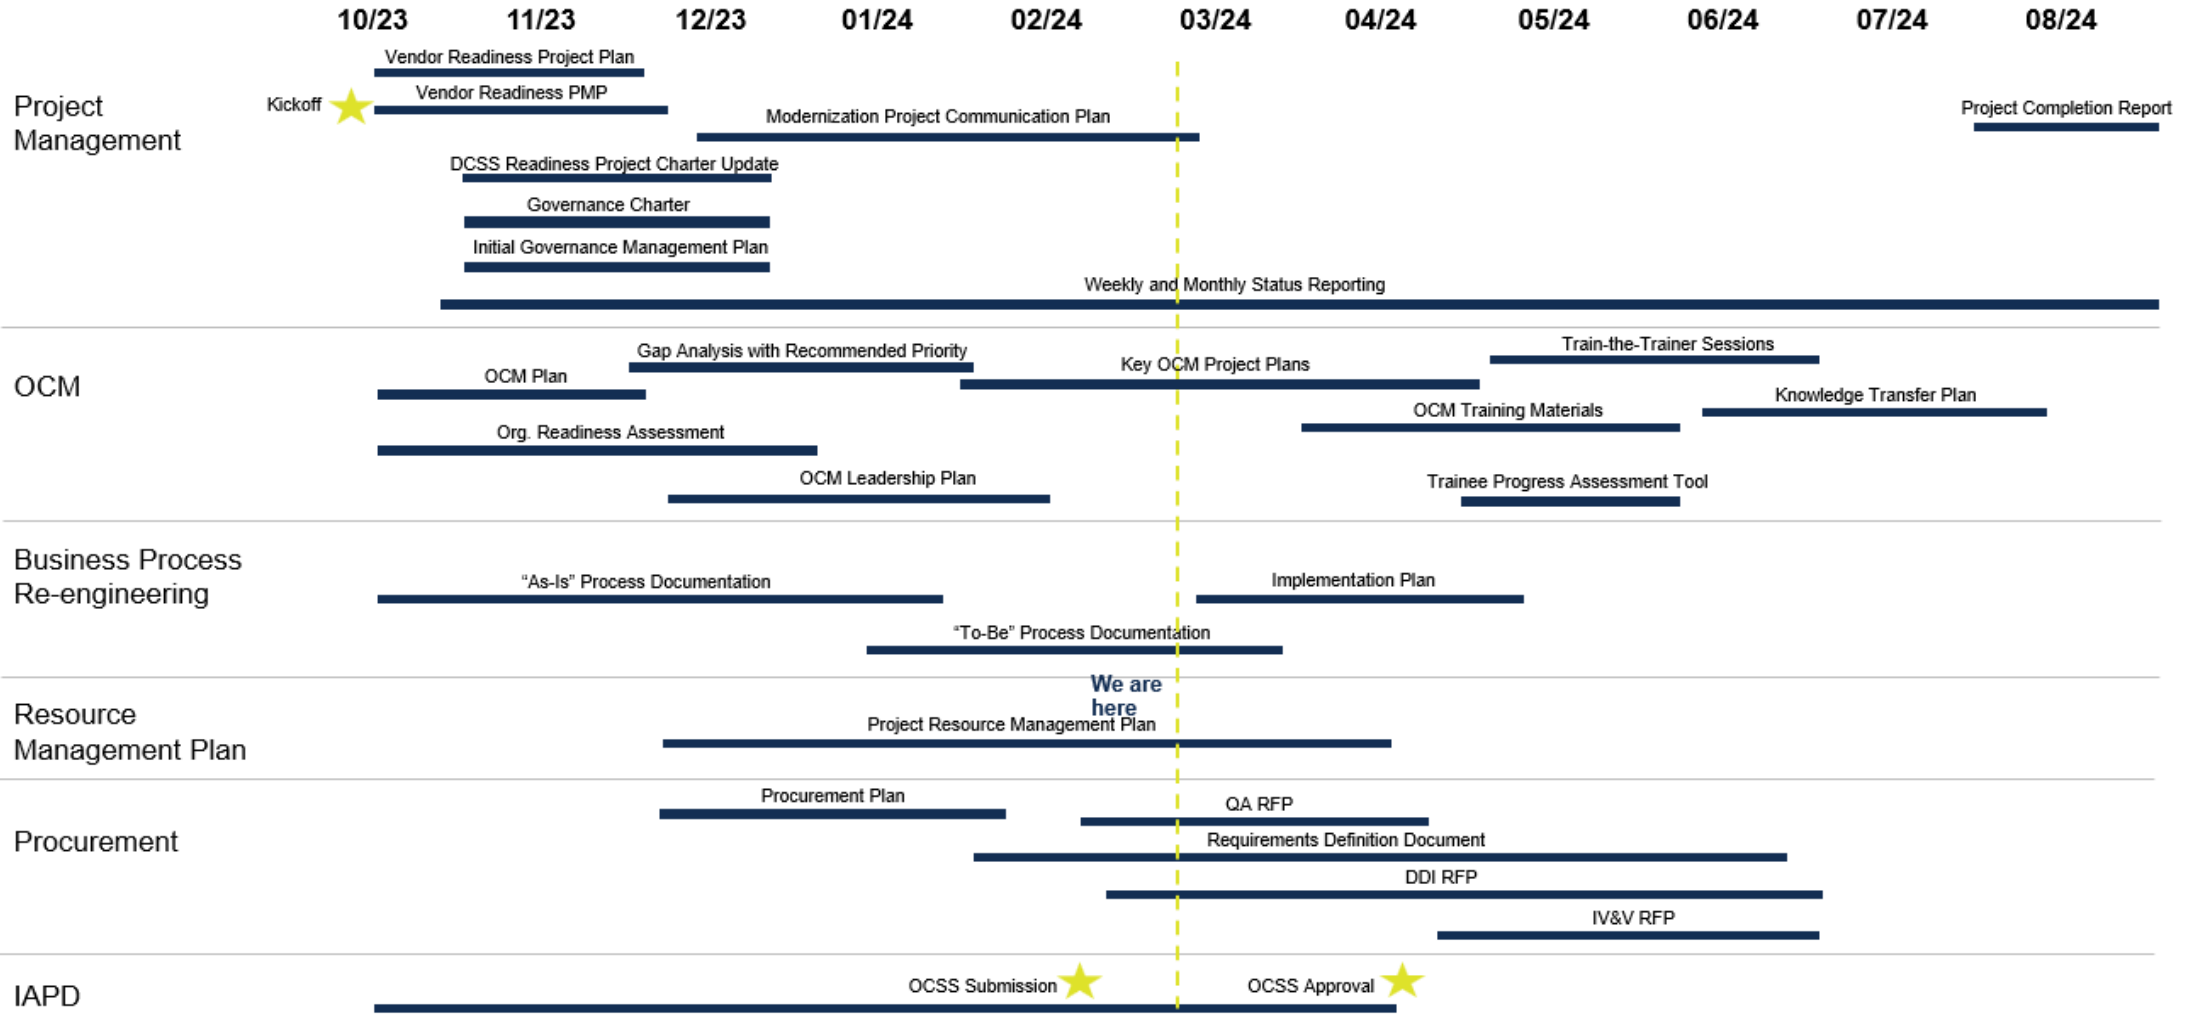 10/23 11/23 12/23 01/24 02/24 03/24 04/24 05/24 06/24 07/24 08/24
Project
Management
Kickoff
Vendor Readiness Project Plan
Vendor Readiness PMP
Modernization Project Communication Plan
Project Completion Report
DCSS Readiness Project Charter Update
Governance Charter
Initial Governance Management Plan
Weekly and Monthly Status Reporting
OCM
Gap Analysis with Recommended Priority
Train-the-Trainer Sessions
Key OCM Project Plans
OCM Plan
Knowledge Transfer Plan
OCM Training Materials
Org. Readiness Assessment
OCM Leadership Plan
Trainee Progress Assessment Tool
Business Process
Re-engineering
“As-Is” Process Documentation
Implementation Plan
“To-Be” Process Documentation
We are
here
Resource
Management Plan
Project Resource Management Plan
Procurement
Procurement Plan
QA RFP
Requirements Definition Document
DDI RFP
IV&V RFP
IAPD
OCSS Submission
OCSS Approval